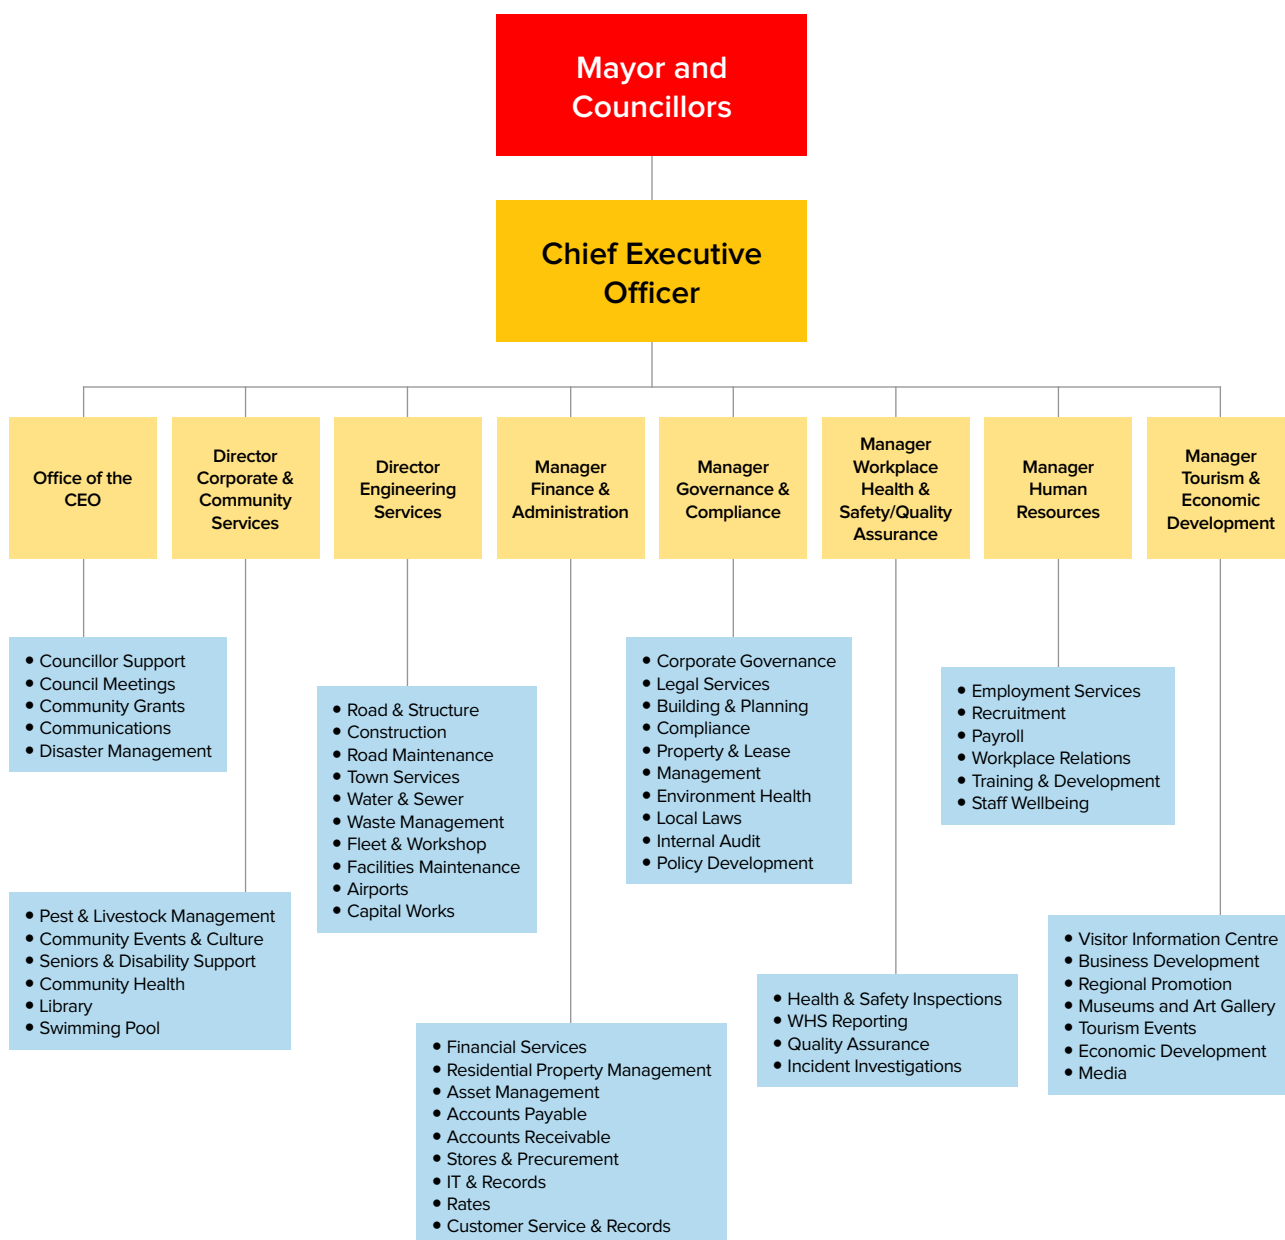 Mayor and
Councillors
Chief Executive
Officer
Office of the
CEO
Director
Corporate &
Community
Services
Director
Engineering
Services
Manager
Finance &
Administration
Manager
Governance &
Compliance
Manager
Workplace
Health &
Safety/Quality
Assurance
Manager
Human
Resources
Manager
Tourism &
Economic
Development
• Councillor Support
• Council Meetings
• Community Grants
• Communications
• Disaster Management
• Pest & Livestock Management
• Community Events & Culture
• Seniors & Disability Support
• Community Health
• Library
• Swimming Pool
• Road & Structure
• Construction
• Road Maintenance
• Town Services
• Water & Sewer
• Waste Management
• Fleet & Workshop
• Facilities Maintenance
• Airports
• Capital Works
• Financial Services
• Residential Property Management
• Asset Management
• Accounts Payable
• Accounts Receivable
• Stores & Procurement
• IT & Records
• Rates
• Customer Service & Records
• Corporate Governance
• Legal Services
• Building & Planning
• Compliance
• Property & Lease
• Management
• Environment Health
• Local Laws
• Internal Audit
• Policy Development
• Health & Safety Inspections
• WHS Reporting
• Quality Assurance
• Incident Investigations
• Employment Services
• Recruitment
• Payroll
• Workplace Relations
• Training & Development
• Staff Wellbeing
• Visitor Information Centre
• Business Development
• Regional Promotion
• Museums and Art Gallery
• Tourism Events
• Economic Development
• Media